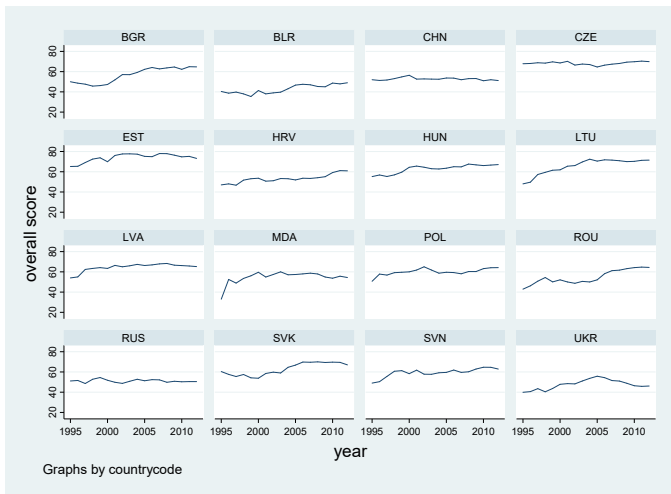 BGR BLR CHN CZE
20 40 60 80
EST HRV HUN LTU
20 40 60 80
LVA MDA POL ROU
20 40 60 80
RUS SVK SVN UKR
20 40 60 80
overall score
1995 2000 2005 2010 1995 2000 2005 2010 1995 2000 2005 2010 1995 2000 2005 2010
year
Graphs by countrycode